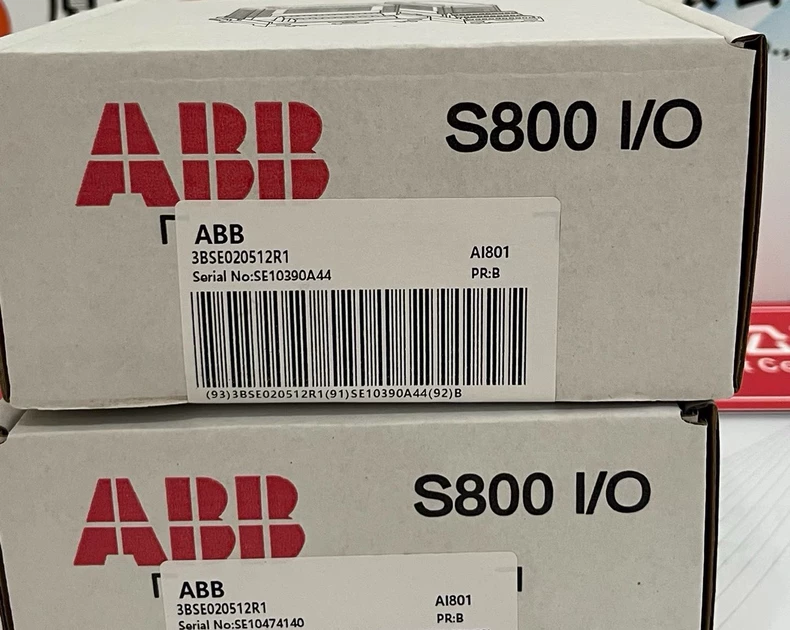 ABB
S800 I/O
ABB
3BSE020512R1
AI801
Serial No:SE10390A44
PR:B
(93)3BSE020512R1(91)SE10390A44(92)B
ABB
S800 I/O
ABB
3BSE020512R1
AI801
Serial No:SE10474140
PR:B